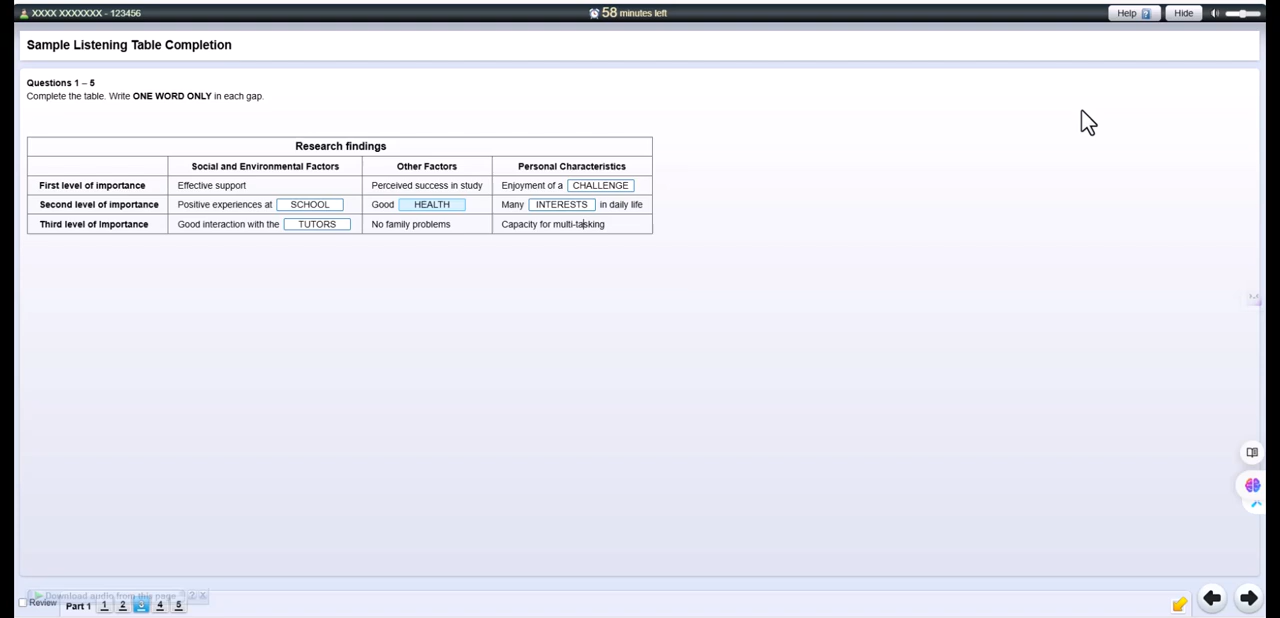 XXXX XXXXXXX - 123456 58 minutes left Help ? Hide
Sample Listening Table Completion
Questions 1 – 5
Complete the table. Write ONE WORD ONLY in each gap.
Research findings
Social and Environmental Factors Other Factors Personal Characteristics
First level of importance Effective support Perceived success in study Enjoyment of a CHALLENGE
Second level of importance Positive experiences at SCHOOL Good HEALTH Many INTERESTS in daily life
Third level of Importance Good interaction with the TUTORS No family problems Capacity for multi-tasking
Download audio from this page ? X
Review Part 1 1 2 3 4 5